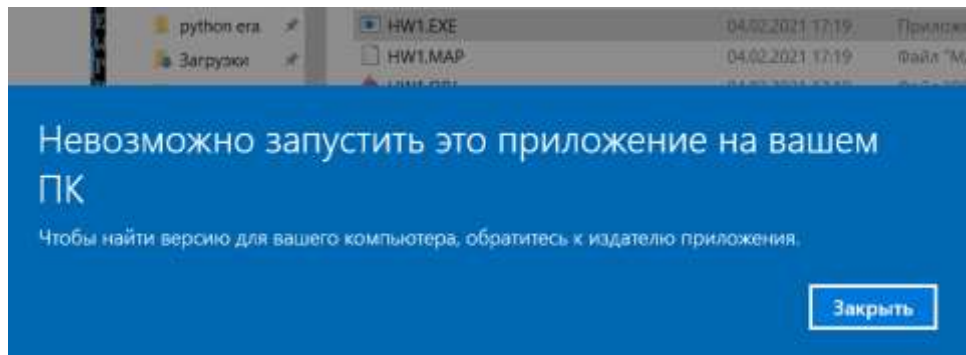 python era
HW1.EXE 04.02.2021 17:19
Загрузки
HW1.MAP 04.02.2021 17:19 Файл
Невозможно запустить это приложение на вашем
ПК
Чтобы найти версию для вашего компьютера, обратитесь к издателю приложения.
Закрыть